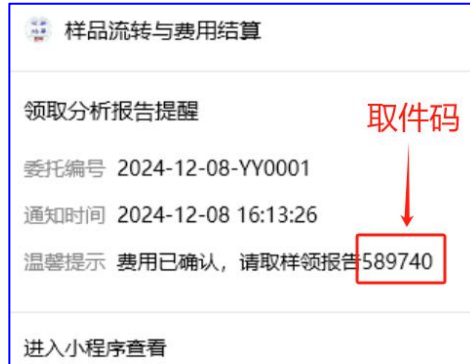 样品流转与费用结算
领取分析报告提醒
取件码
委托编号 2024-12-08-YY0001
通知时间 2024-12-08 16:13:26
温馨提示 费用已确认，请取样领报告589740
进入小程序查看